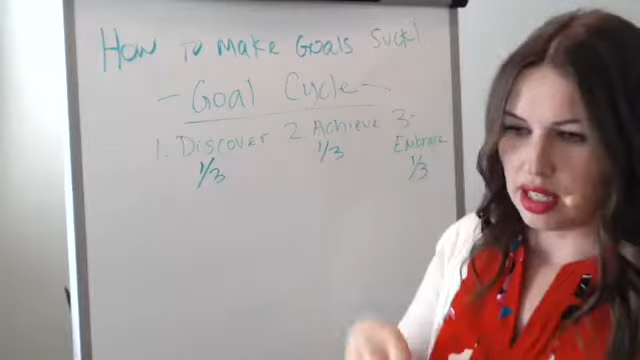 How to Make Goals Suck!
- Goal Cycle -
1. Discover 2. Achieve 3.
Embrace
1/3 1/3 1/3